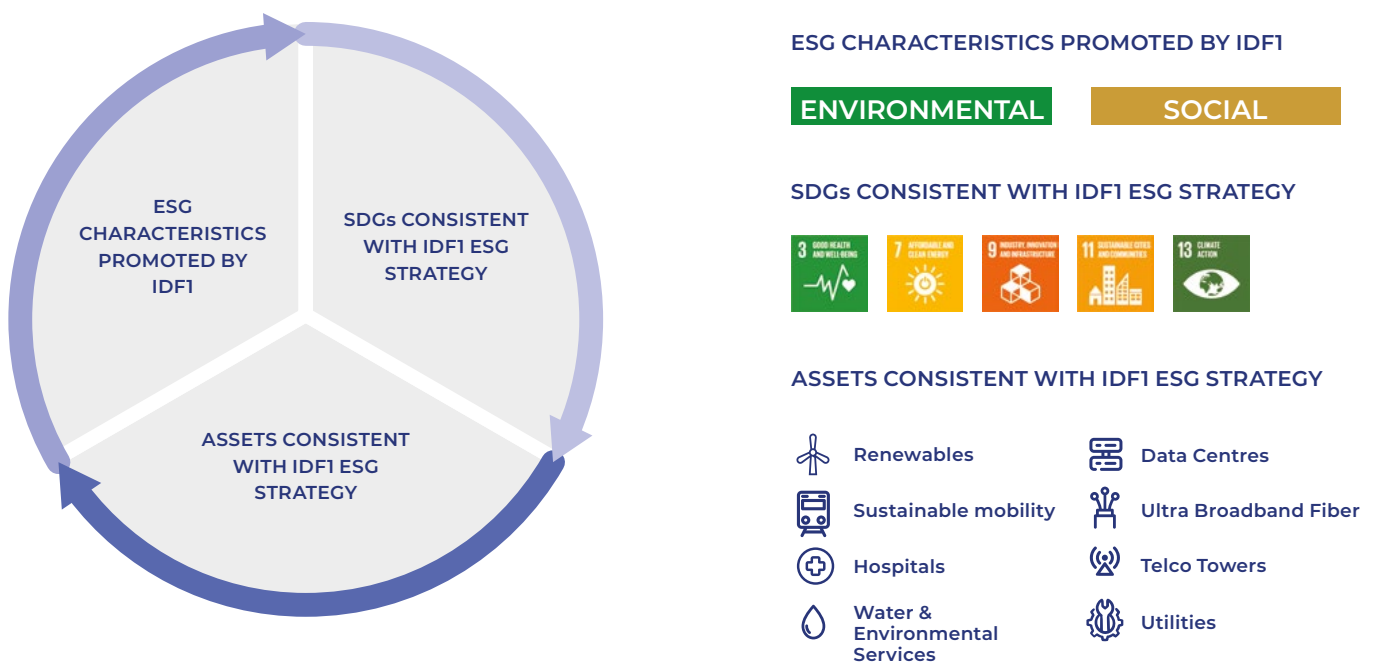 ESG
CHARACTERISTICS
PROMOTED BY
IDF1
SDGs CONSISTENT
WITH IDF1 ESG
STRATEGY
ASSETS CONSISTENT
WITH IDF1 ESG
STRATEGY
ESG CHARACTERISTICS PROMOTED BY IDF1
ENVIRONMENTAL
SOCIAL
SDGs CONSISTENT WITH IDF1 ESG STRATEGY
3 GOOD HEALTH
AND WELL-BEING
7 AFFORDABLE AND
CLEAN ENERGY
9 INDUSTRY, INNOVATION
AND INFRASTRUCTURE
11 SUSTAINABLE CITIES
AND COMMUNITIES
13 CLIMATE
ACTION
ASSETS CONSISTENT WITH IDF1 ESG STRATEGY
Renewables
Sustainable mobility
Hospitals
Water &
Environmental
Services
Data Centres
Ultra Broadband Fiber
Telco Towers
Utilities